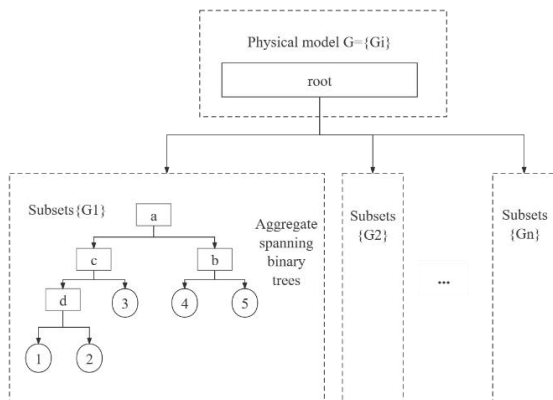 Physical model G={Gi}
root
Subsets{G1}
a
Aggregate
spanning
binary
trees
c
b
d
3
4
5
1
2
Subsets
{G2}
...
Subsets
{Gn}